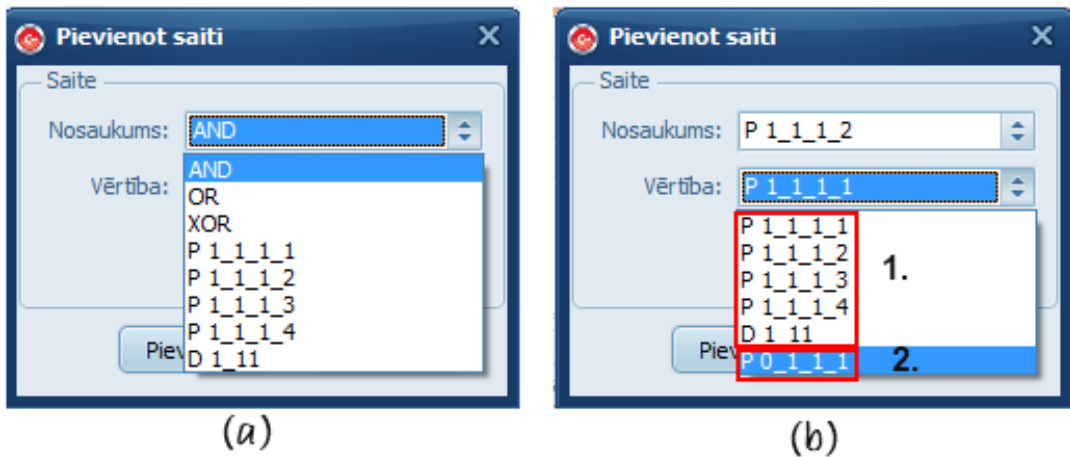 Pievienot saiti
Saite
Nosaukums: AND
AND
Vērtība:
OR
XOR
P 1_1_1_1
P 1_1_1_2
P 1_1_1_3
P 1_1_1_4
Piev
D 1_11
(a)
Pievienot saiti
Saite
Nosaukums: P 1_1_1_2
Vērtība: P 1_1_1_1
P 1_1_1_1
P 1_1_1_2
1.
P 1_1_1_3
P 1_1_1_4
D 1_11
Piev
P 0_1_1_1
2.
(b)